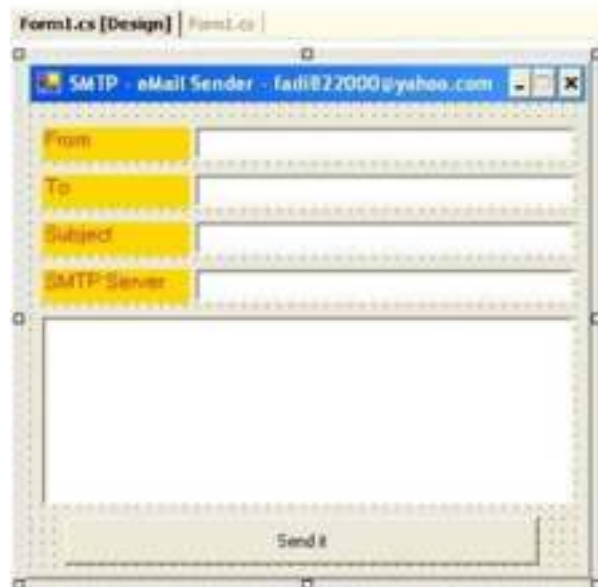 Form1.cs [Design] Form1.cs
SMTP - eMail Sender - fadi822000@yahoo.com
From
To
Subject
SMTP Server
Send it